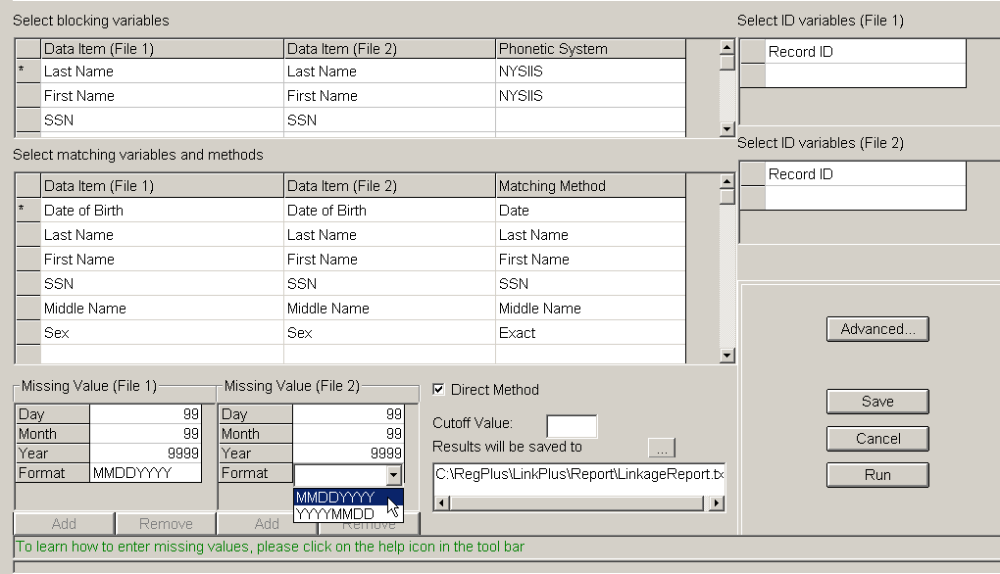 Select blocking variables
Data Item (File 1) Data Item (File 2) Phonetic System
* Last Name Last Name NYSIIS
First Name First Name NYSIIS
SSN SSN
Select ID variables (File 1)
Record ID
Select matching variables and methods
Data Item (File 1) Data Item (File 2) Matching Method
* Date of Birth Date of Birth Date
Last Name Last Name Last Name
First Name First Name First Name
SSN SSN SSN
Middle Name Middle Name Middle Name
Sex Sex Exact
Select ID variables (File 2)
Record ID
Missing Value (File 1)
Day 99
Month 99
Year 9999
Format MMDDYYYY
Add Remove
Missing Value (File 2)
Day 99
Month 99
Year 9999
Format
MMDDYYYY
YYYYMMDD
Add Remove
Direct Method
Cutoff Value:
Results will be saved to ...
C:\RegPlus\LinkPlus\Report\LinkageReport.tx
Advanced...
Save
Cancel
Run
To learn how to enter missing values, please click on the help icon in the tool bar